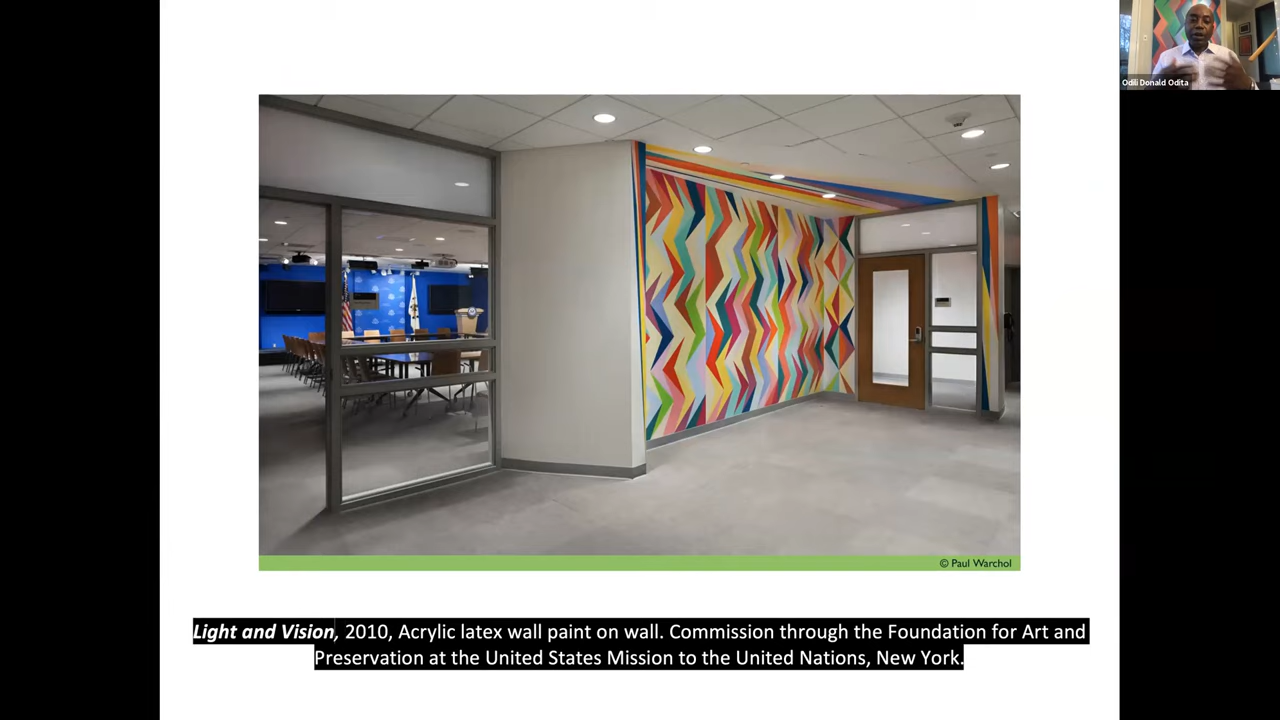 Odili Donald Odita
© Paul Warchol
Light and Vision, 2010, Acrylic latex wall paint on wall. Commission through the Foundation for Art and
Preservation at the United States Mission to the United Nations, New York.